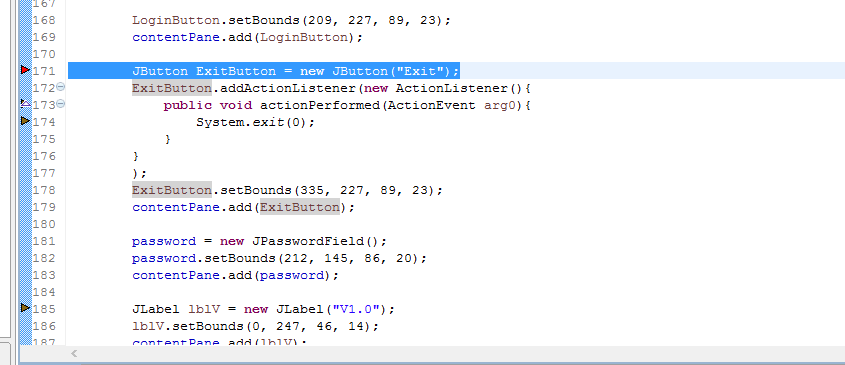 167
168 LoginButton.setBounds(209, 227, 89, 23);
169 contentPane.add(LoginButton);
170
171 JButton ExitButton = new JButton("Exit");
172 ExitButton.addActionListener(new ActionListener(){
173 public void actionPerformed(ActionEvent arg0){
174 System.exit(0);
175 }
176 }
177 );
178 ExitButton.setBounds(335, 227, 89, 23);
179 contentPane.add(ExitButton);
180
181 password = new JPasswordField();
182 password.setBounds(212, 145, 86, 20);
183 contentPane.add(password);
184
185 JLabel lblV = new JLabel("V1.0");
186 lblV.setBounds(0, 247, 46, 14);
187 contentPane.add(lblV);